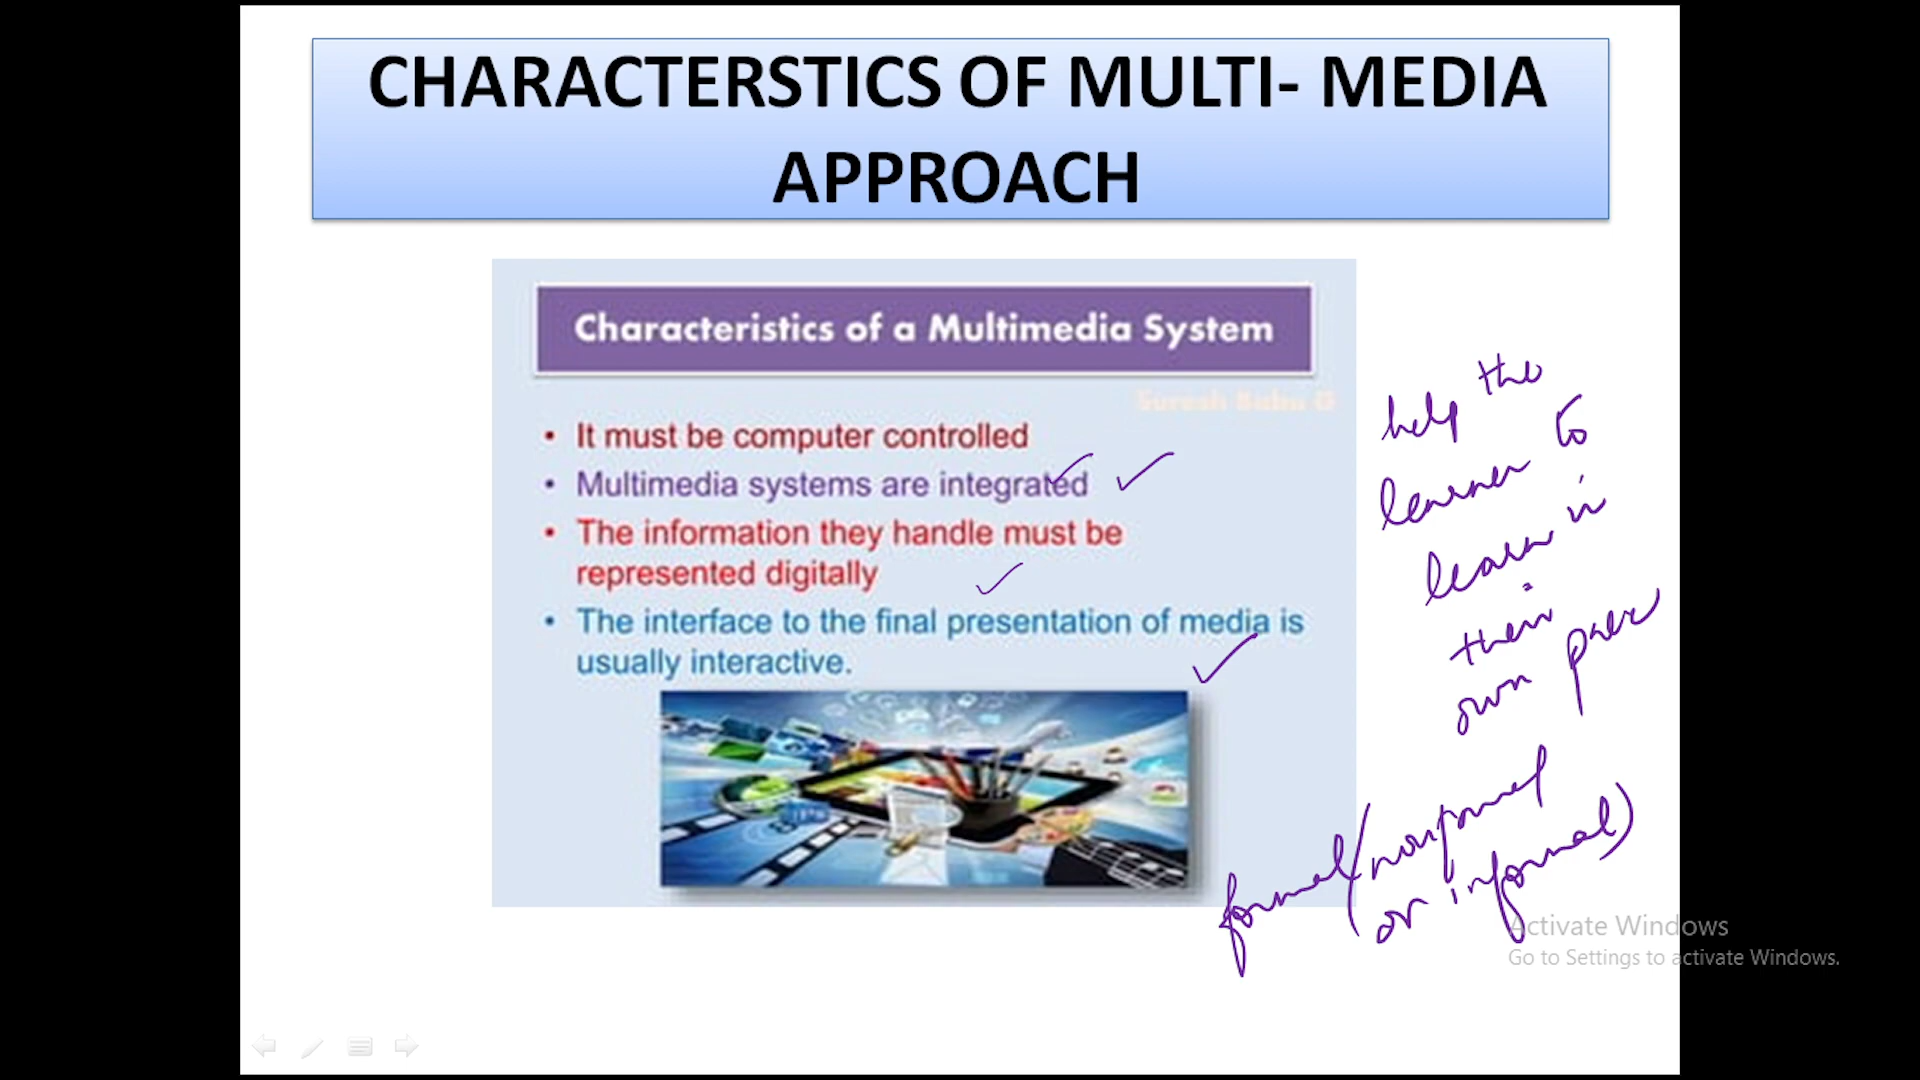 CHARACTERSTICS OF MULTI- MEDIA
APPROACH
Characteristics of a Multimedia System
Suresh Babu G
• It must be computer controlled
• Multimedia systems are integrated
• The information they handle must be
represented digitally
• The interface to the final presentation of media is
usually interactive.
help the
learner to
learn in
their
own pace
formal (nonformal
or informal)
Activate Windows
Go to Settings to activate Windows.